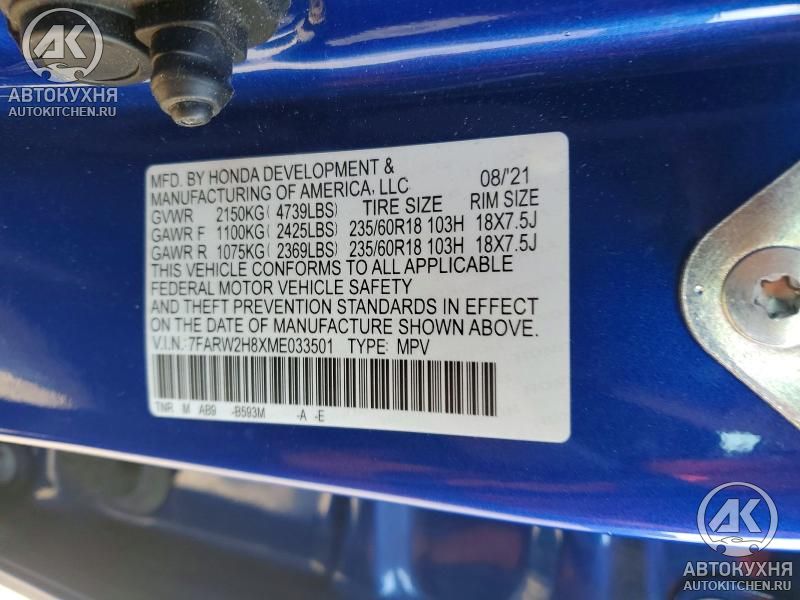 АК
АВТОКУХНЯ
AUTOKITCHEN.RU
MFD. BY HONDA DEVELOPMENT &
MANUFACTURING OF AMERICA, LLC 08/'21
GVWR 2150KG( 4739LBS) TIRE SIZE RIM SIZE
GAWR F 1100KG( 2425LBS) 235/60R18 103H 18X7.5J
GAWR R 1075KG( 2369LBS) 235/60R18 103H 18X7.5J
THIS VEHICLE CONFORMS TO ALL APPLICABLE
FEDERAL MOTOR VEHICLE SAFETY
AND THEFT PREVENTION STANDARDS IN EFFECT
ON THE DATE OF MANUFACTURE SHOWN ABOVE.
V.I.N.:7FARW2H8XME033501 TYPE: MPV
TNR M AB9 -B593M -A -E
АК
АВТОКУХНЯ
AUTOKITCHEN.RU